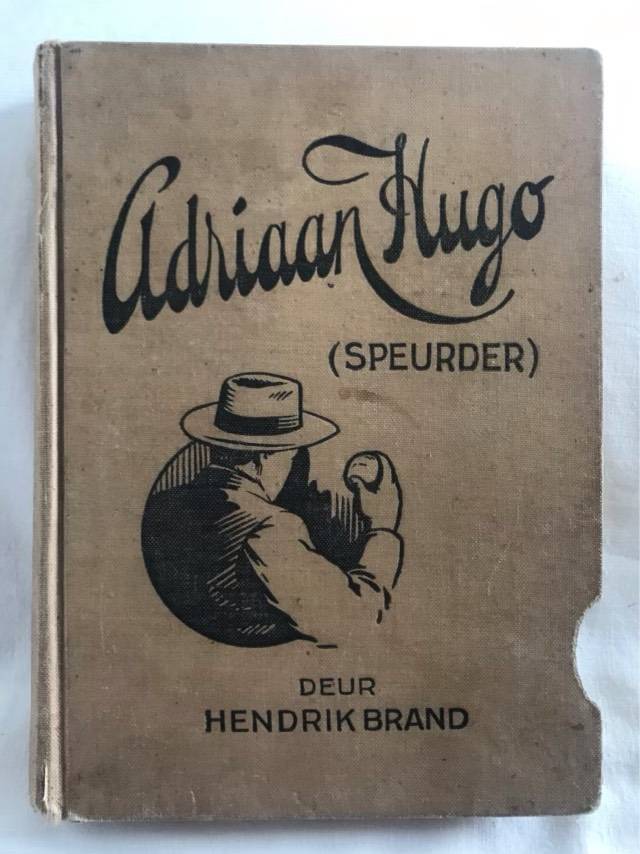 Adriaan Hugo
(SPEURDER)
DEUR
HENDRIK BRAND